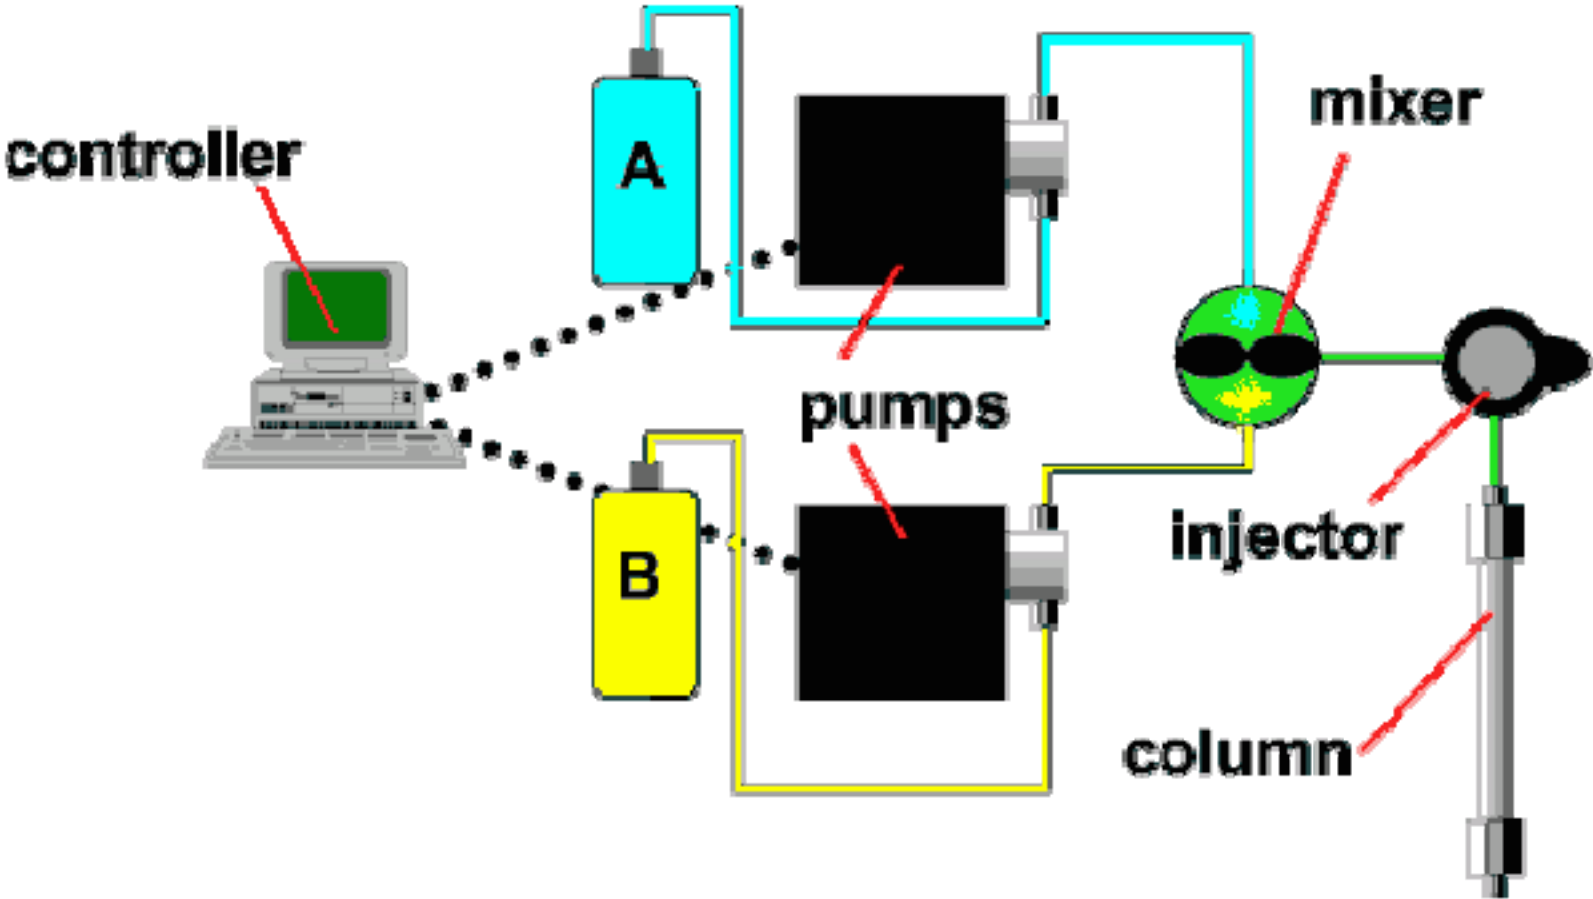 controller
A
mixer
pumps
B
injector
column